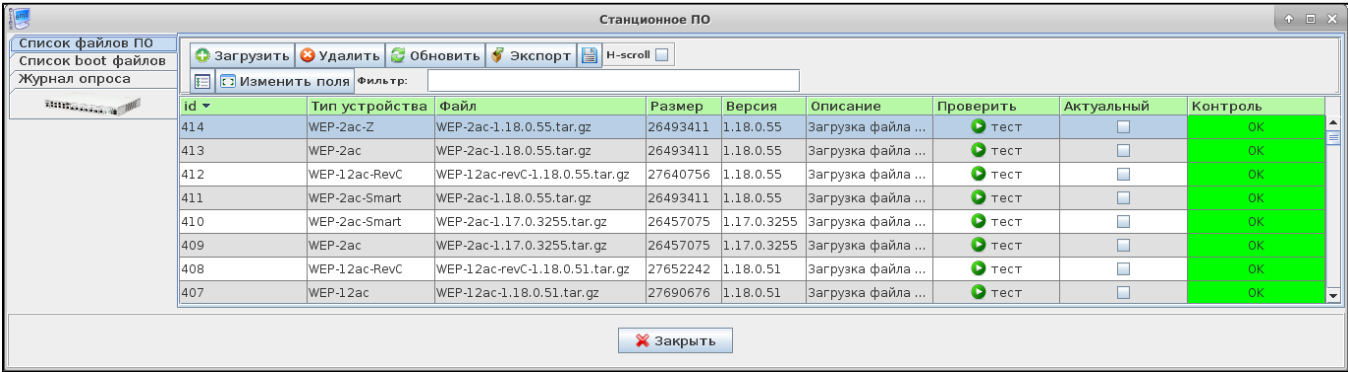 Станционное ПО
Список файлов ПО
Список boot файлов
Журнал опроса
Загрузить Удалить Обновить Экспорт H-scroll
Изменить поля Фильтр:
id Тип устройства Файл Размер Версия Описание Проверить Актуальный Контроль
414 WEP-2ac-Z WEP-2ac-1.18.0.55.tar.gz 26493411 1.18.0.55 Загрузка файла ... тест OK
413 WEP-2ac WEP-2ac-1.18.0.55.tar.gz 26493411 1.18.0.55 Загрузка файла ... тест OK
412 WEP-12ac-RevC WEP-12ac-revC-1.18.0.55.tar.gz 27640756 1.18.0.55 Загрузка файла ... тест OK
411 WEP-2ac-Smart WEP-2ac-1.18.0.55.tar.gz 26493411 1.18.0.55 Загрузка файла ... тест OK
410 WEP-2ac-Smart WEP-2ac-1.17.0.3255.tar.gz 26457075 1.17.0.3255 Загрузка файла ... тест OK
409 WEP-2ac WEP-2ac-1.17.0.3255.tar.gz 26457075 1.17.0.3255 Загрузка файла ... тест OK
408 WEP-12ac-RevC WEP-12ac-revC-1.18.0.51.tar.gz 27652242 1.18.0.51 Загрузка файла ... тест OK
407 WEP-12ac WEP-12ac-1.18.0.51.tar.gz 27690676 1.18.0.51 Загрузка файла ... тест OK
Закрыть